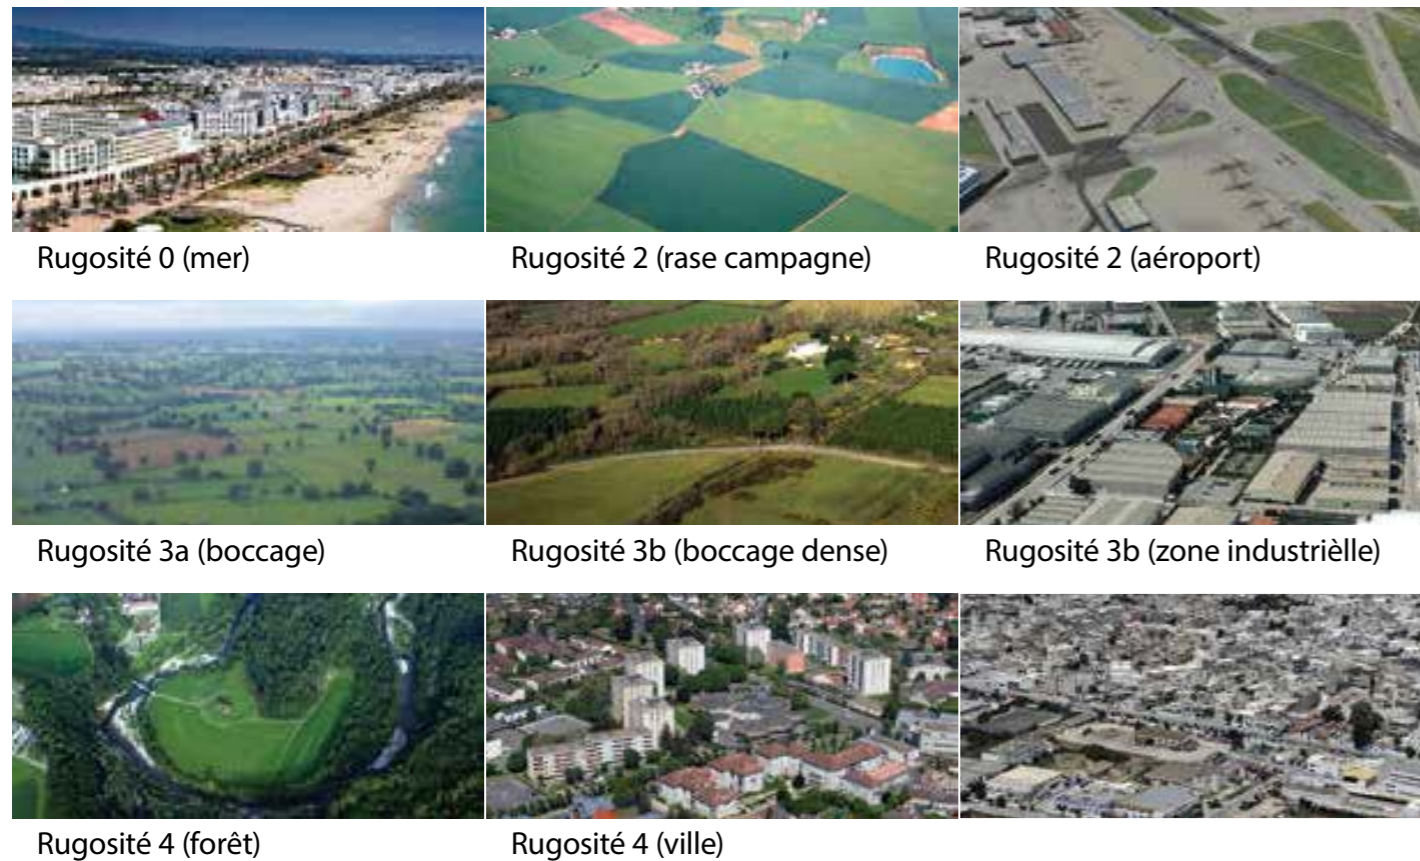 Rugosité 0 (mer)
Rugosité 2 (rase campagne)
Rugosité 2 (aéroport)
Rugosité 3a (boccage)
Rugosité 3b (boccage dense)
Rugosité 3b (zone industrièlle)
Rugosité 4 (forêt)
Rugosité 4 (ville)